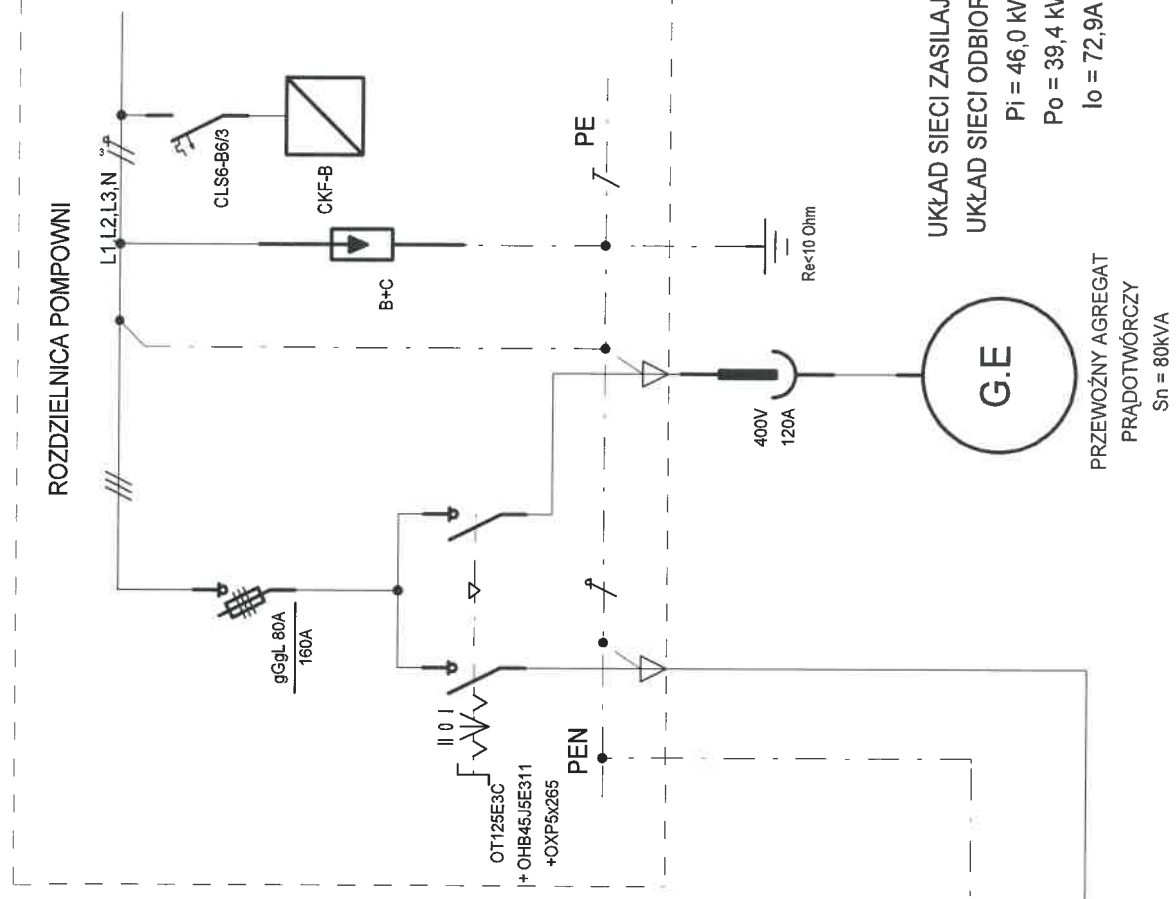 ROZDZIELNICA POMPOWNI
L1L2,L3,N
3
CLS6-B6/3
CKF-B
B+C
PE
Re<10 Ohm
gGgL 80A
160A
II 0 I
OT125E3C
+ OHB45J5E311
+OXP5x265
PEN
400V
120A
G.E
PRZEWOŹNY AGREGAT
PRĄDOTWÓRCZY
Sn = 80kVA
UKŁAD SIECI ZASILAJ
UKŁAD SIECI ODBIOR
Pi = 46,0 kW
Po = 39,4 kW
Io = 72,9A